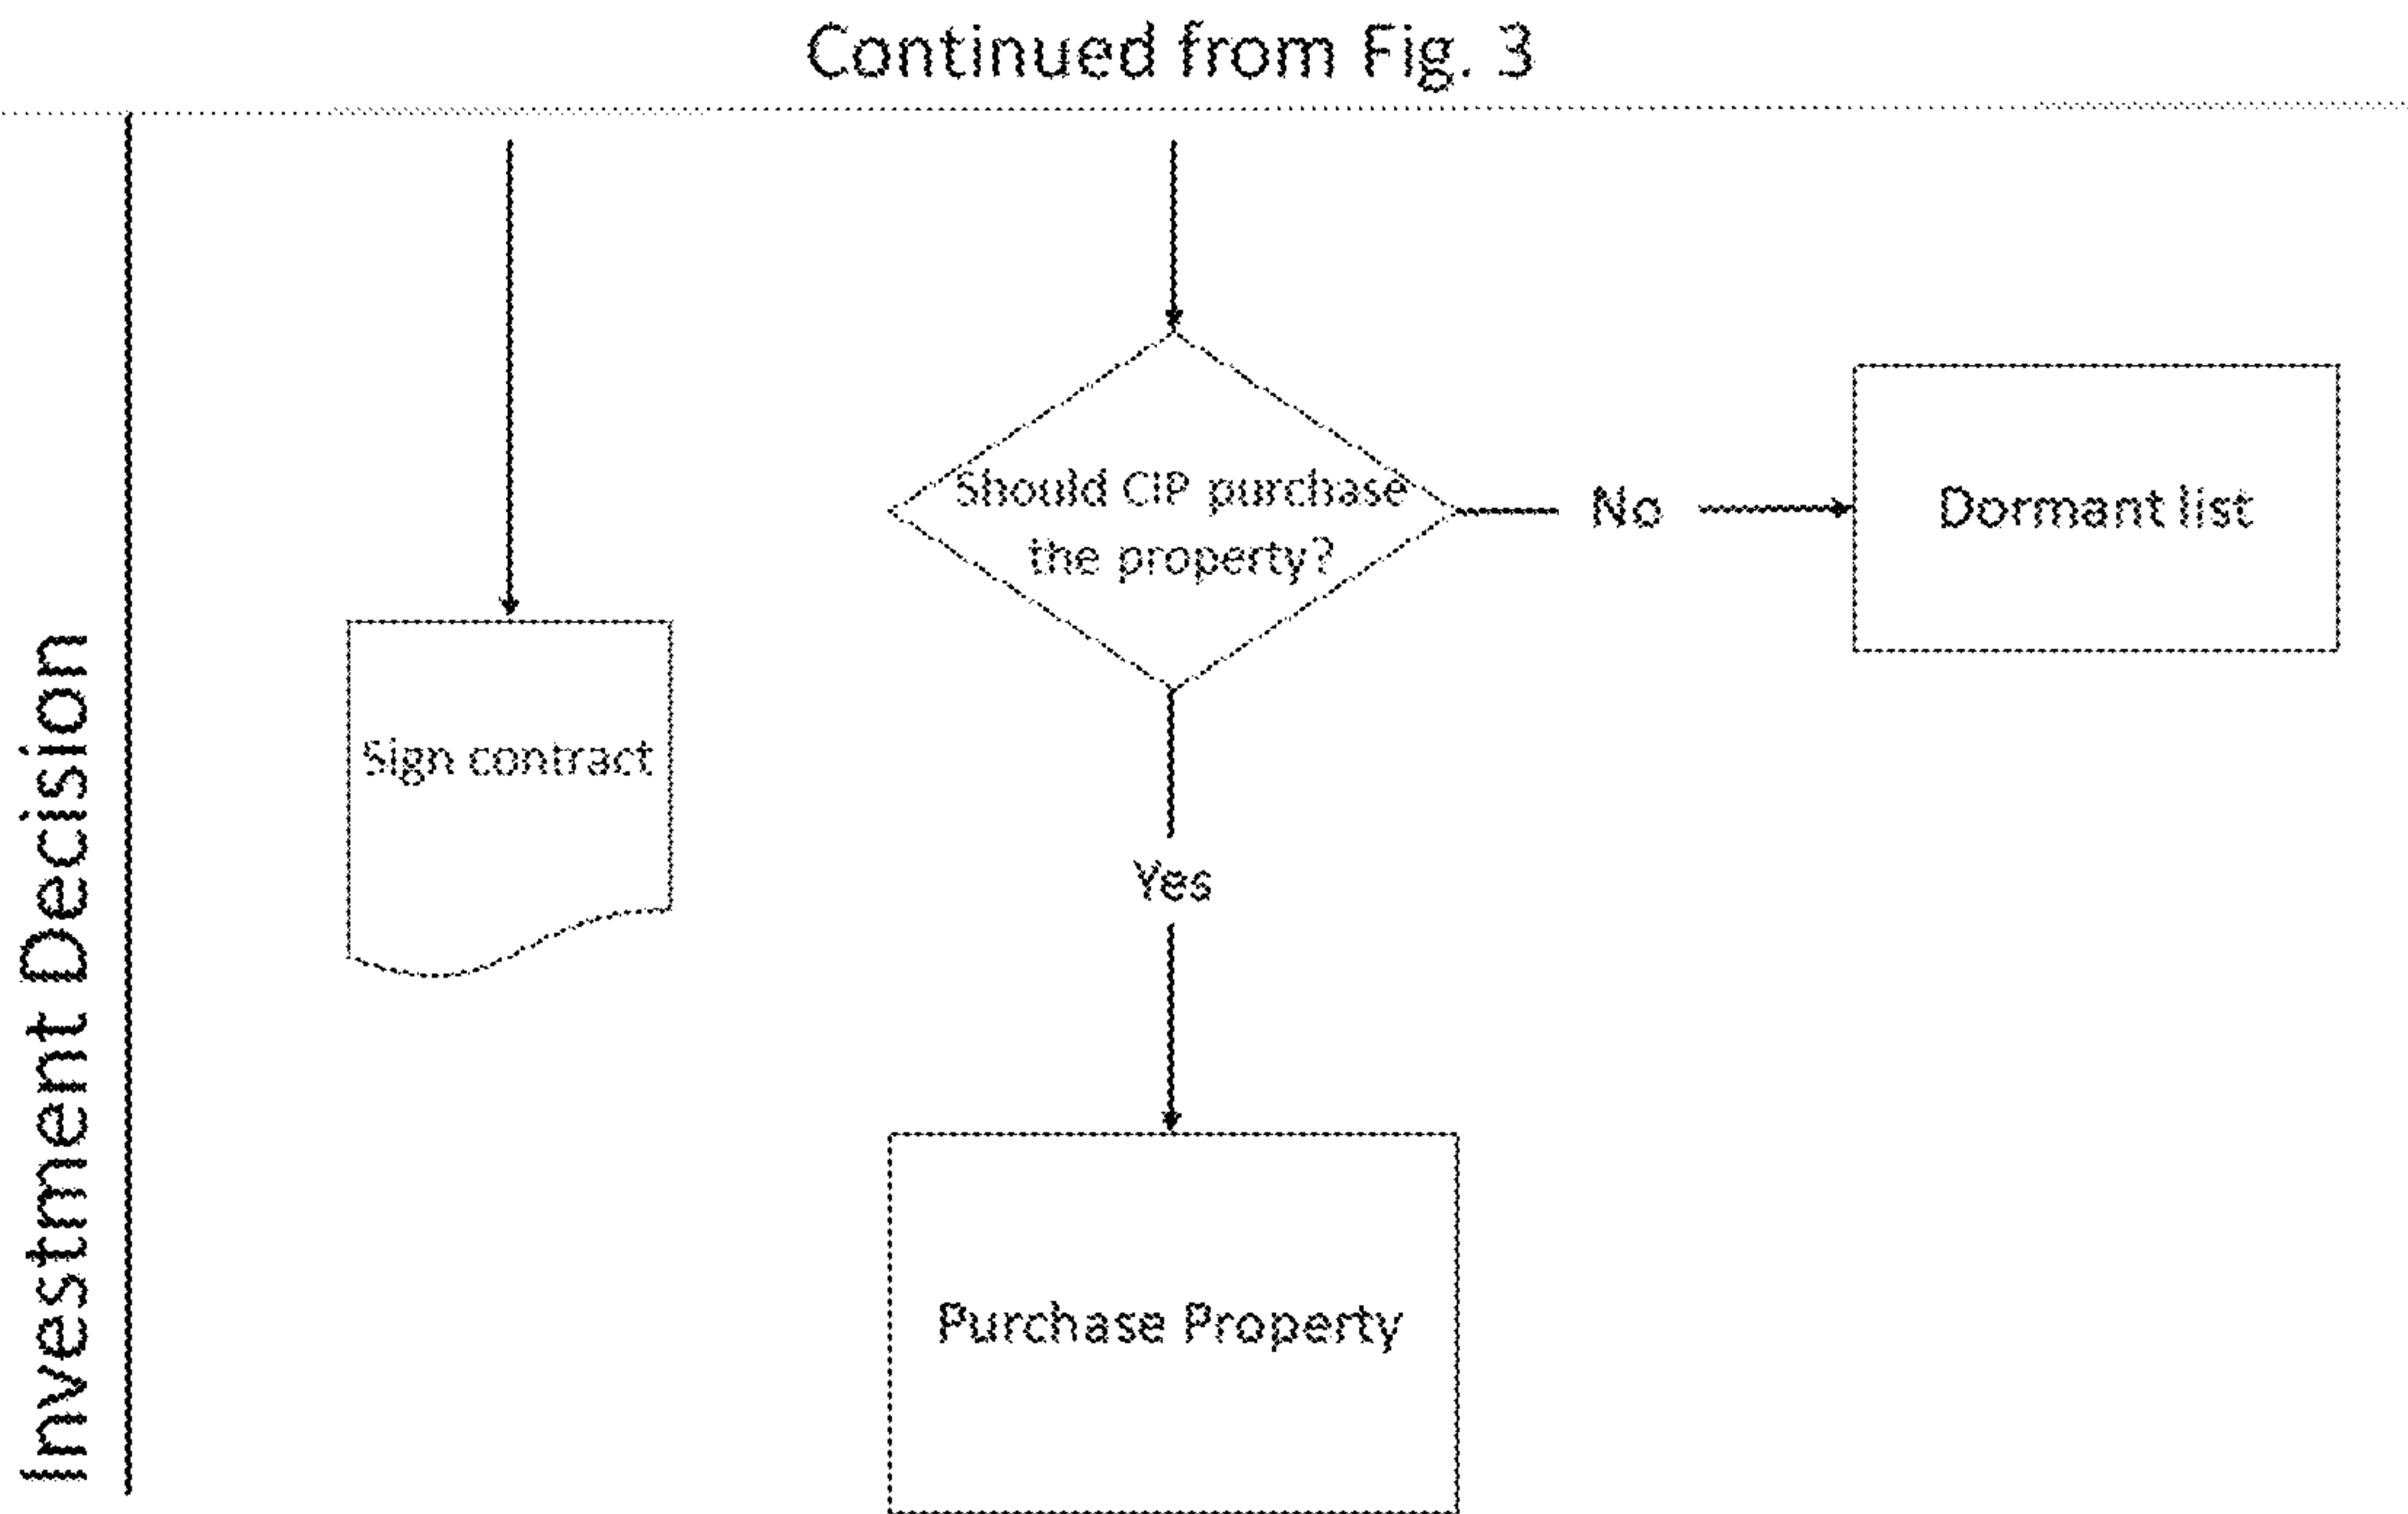 Continued from Fig. 3
Should CIP purchase
the property?
No
Dormant list
Sign contract
Yes
Purchase Property
Investment Decision